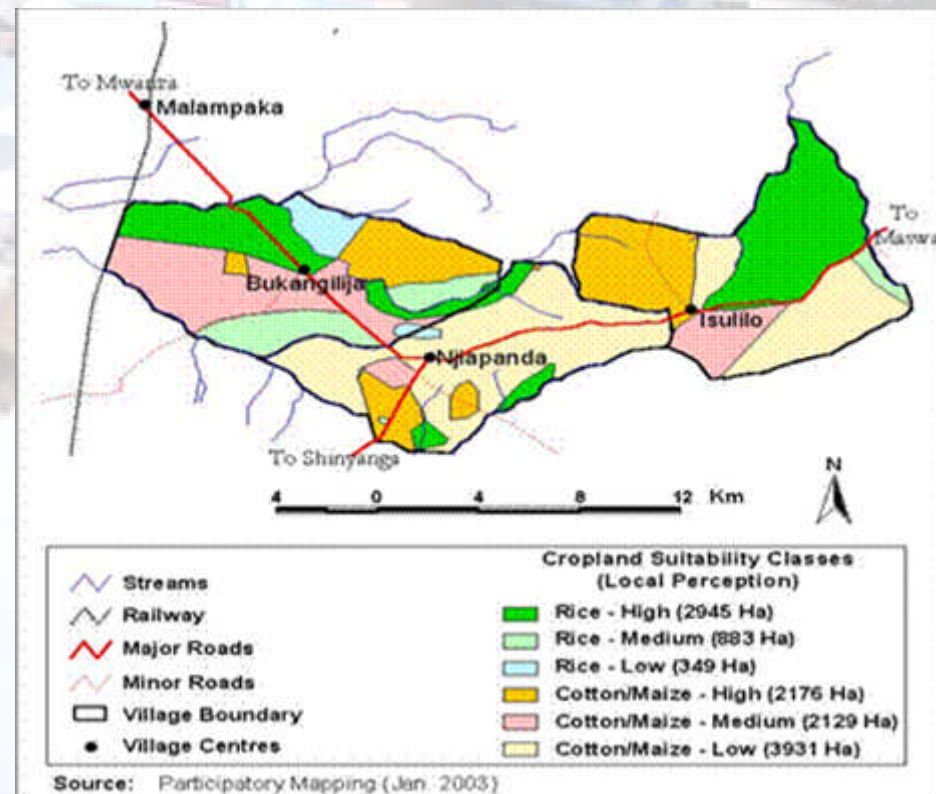 To Mwanza
Malampaka
To
Maswa
Bukangilija
Isulilo
Njiapanda
To Shinyanga
N
4 0 4 8 12 Km
Cropland Suitability Classes
(Local Perception)
Streams
Railway
Major Roads
Minor Roads
Village Boundary
Village Centres
Rice - High (2945 Ha)
Rice - Medium (883 Ha)
Rice - Low (349 Ha)
Cotton/Maize - High (2176 Ha)
Cotton/Maize - Medium (2129 Ha)
Cotton/Maize - Low (3931 Ha)
Source: Participatory Mapping (Jan. 2003)